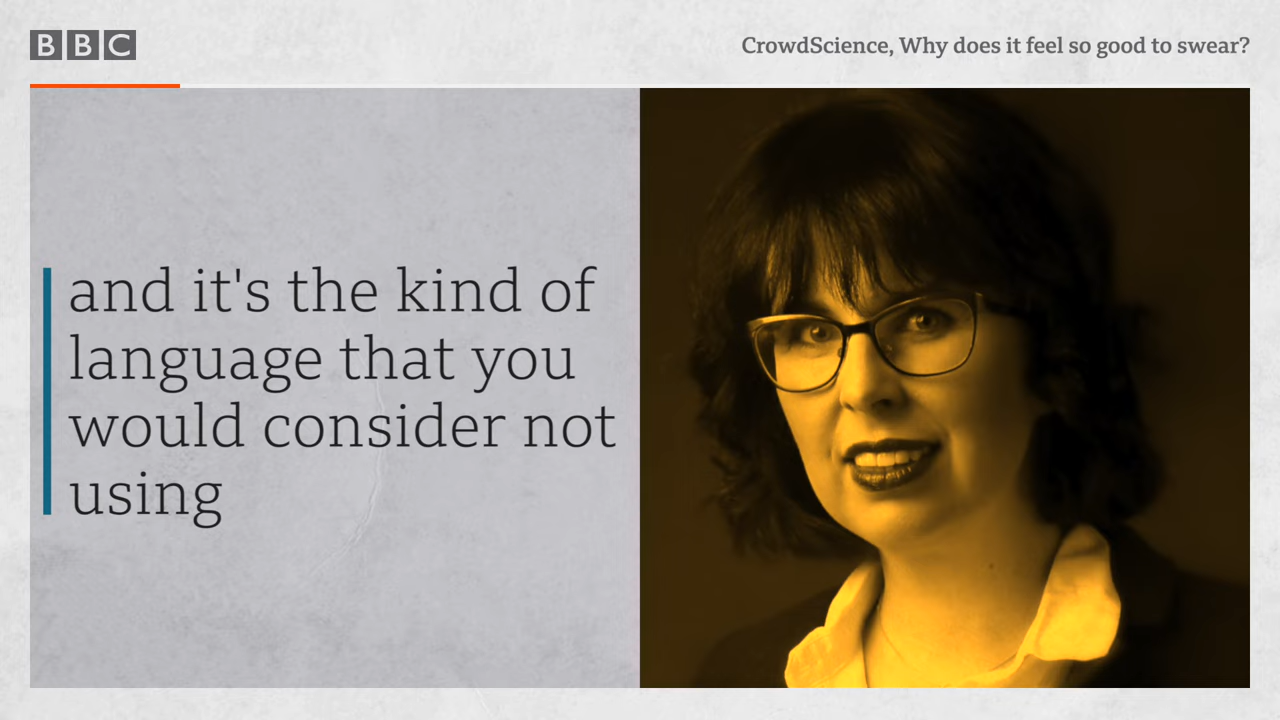 BBC
CrowdScience, Why does it feel so good to swear?
and it's the kind of
language that you
would consider not
using